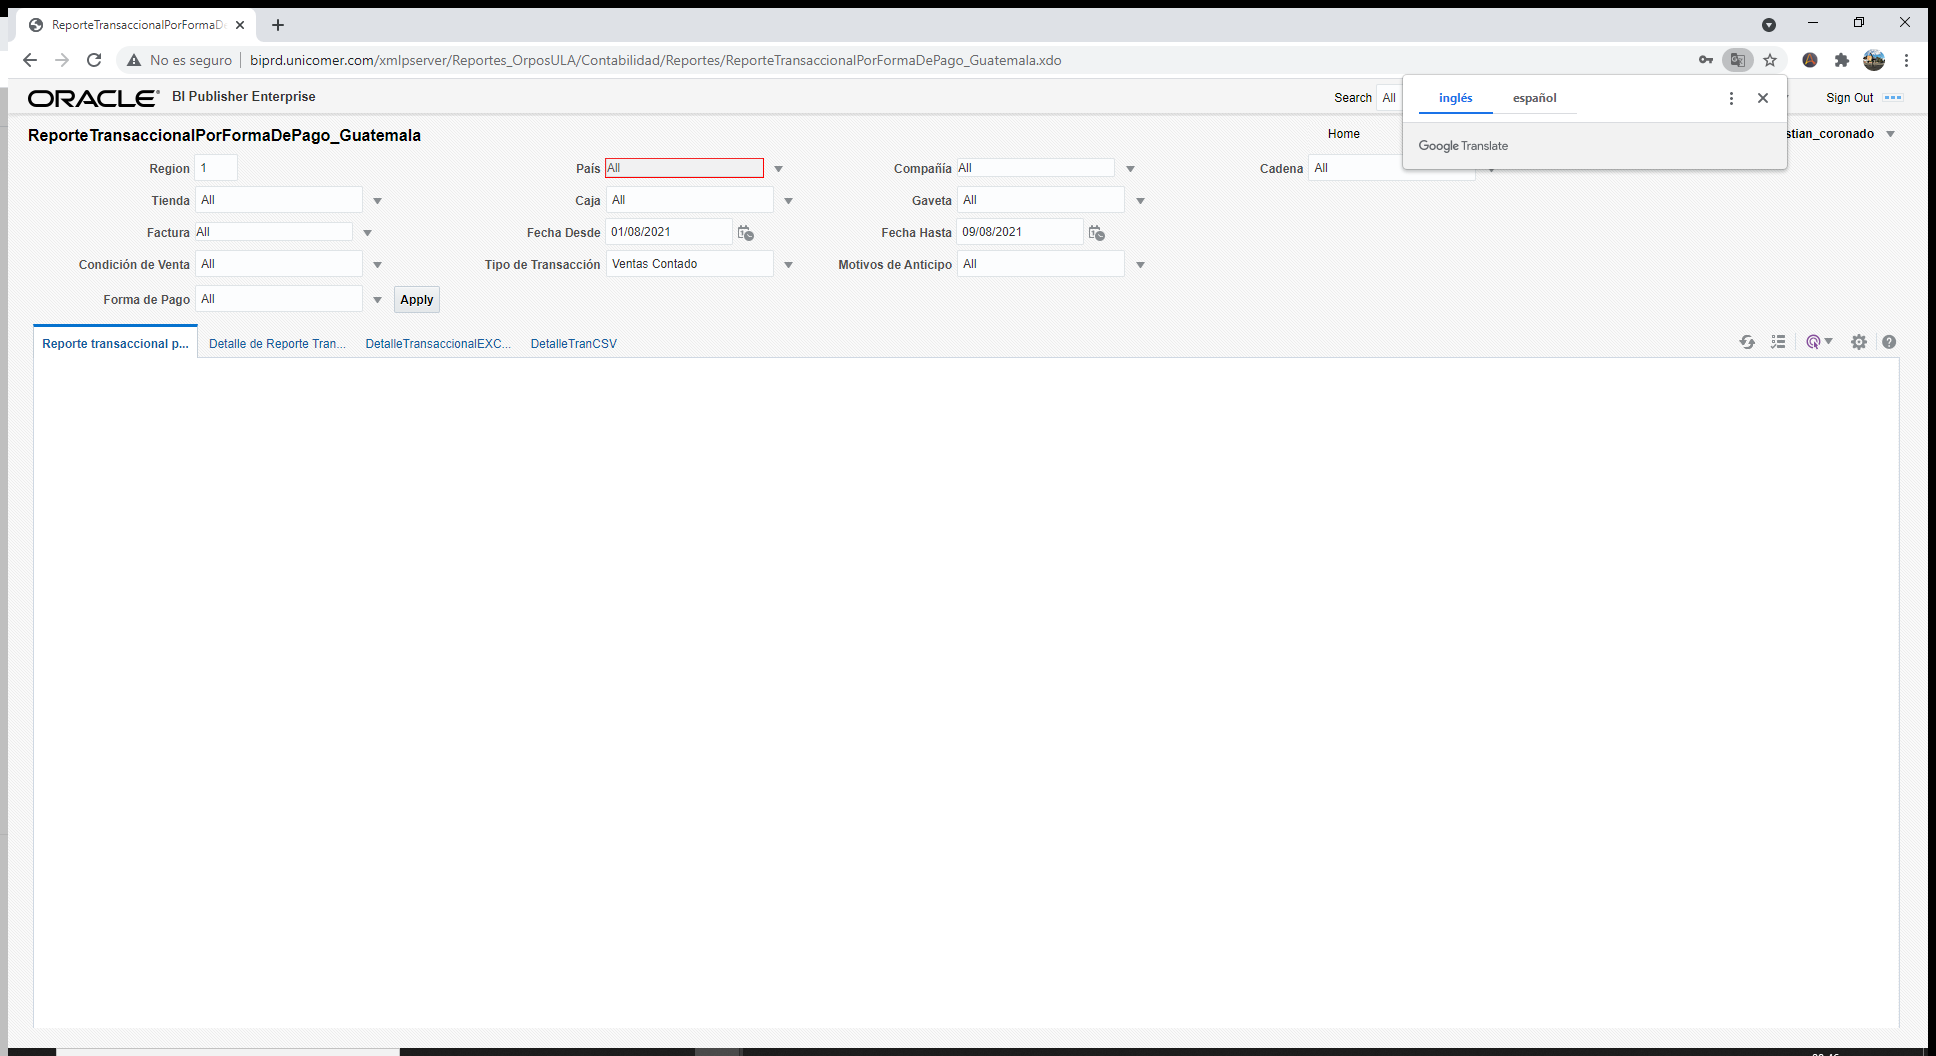 ReporteTransaccionalPorFormaD
No es seguro | biprd.unicomer.com/xmlpserver/Reportes_OrposULA/Contabilidad/Reportes/ReporteTransaccionalPorFormaDePago_Guatemala.xdo
ORACLE® BI Publisher Enterprise
Search All
inglés español
Sign Out
ReporteTransaccionalPorFormaDePago_Guatemala
Home
stian_coronado
Google Translate
Region 1 País All Compañía All Cadena All
Tienda All Caja All Gaveta All
Factura All Fecha Desde 01/08/2021 Fecha Hasta 09/08/2021
Condición de Venta All Tipo de Transacción Ventas Contado Motivos de Anticipo All
Forma de Pago All Apply
Reporte transaccional p... Detalle de Reporte Tran... DetalleTransaccionalEXC... DetalleTranCSV